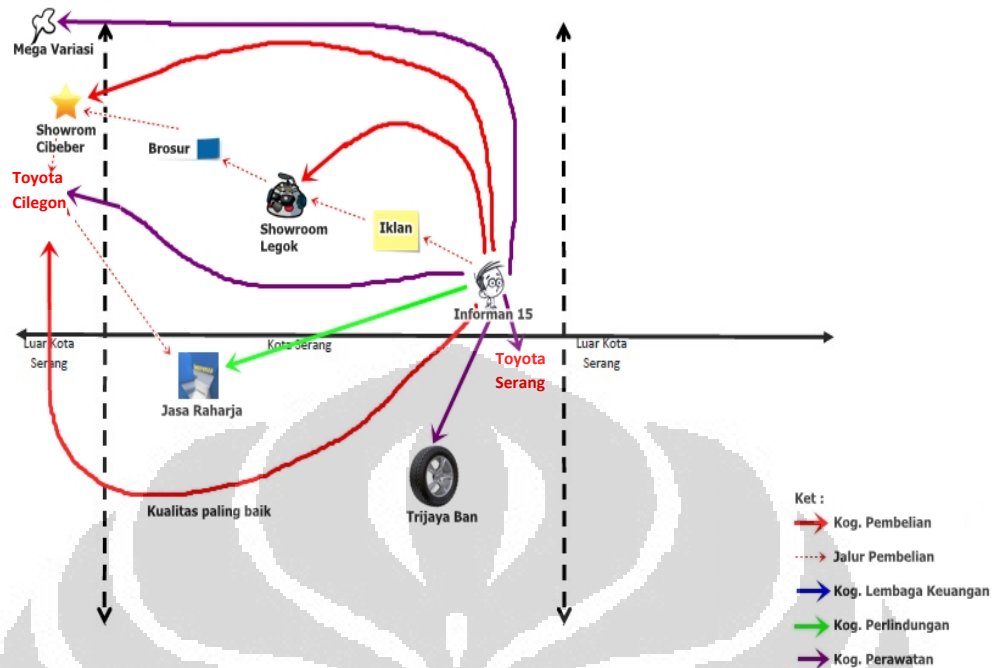 Mega Variasi
Showrom
Cibeber
Brosur
Toyota
Cilegon
Showroom
Legok
Iklan
Informan 15
Luar Kota
Serang
Kota Serang
Luar Kota
Serang
Toyota
Serang
Jasa Raharja
Trijaya Ban
Kualitas paling baik
Ket :
Kog. Pembelian
Jalur Pembelian
Kog. Lembaga Keuangan
Kog. Perlindungan
Kog. Perawatan